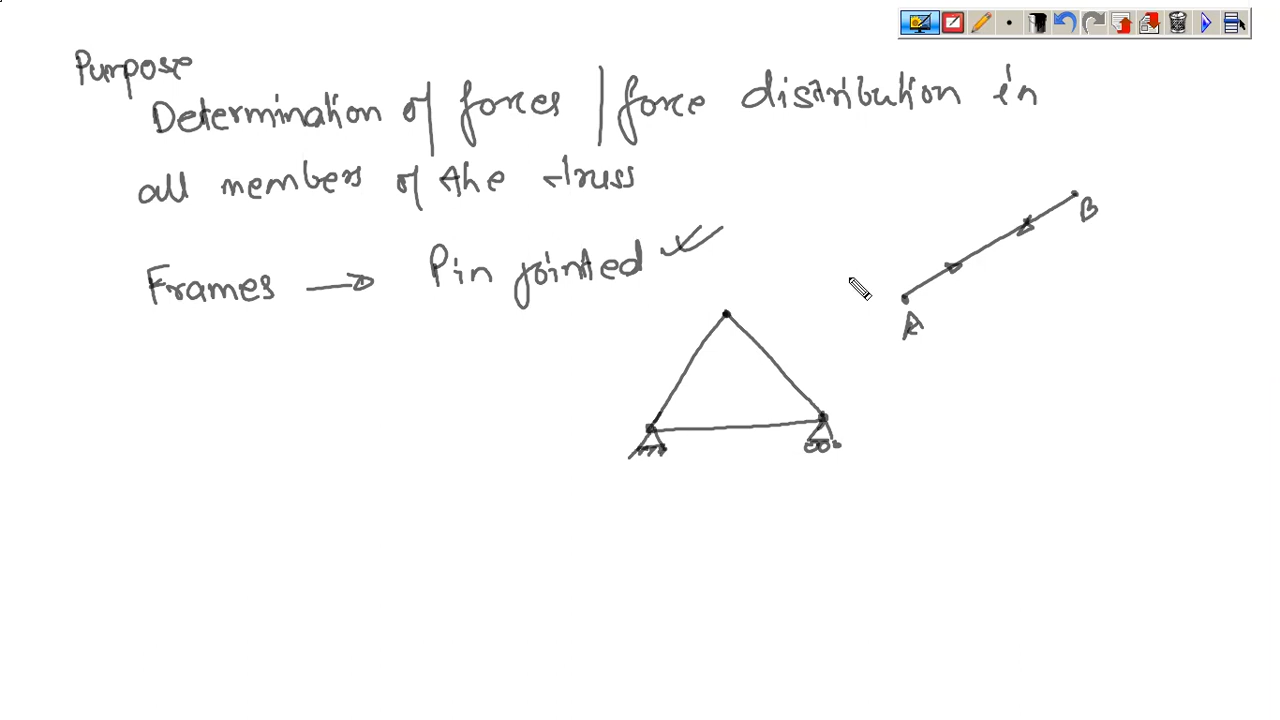 Purpose
Determination of forces / force distribution in
all members of the truss
Frames → Pin jointed ✓
B
A